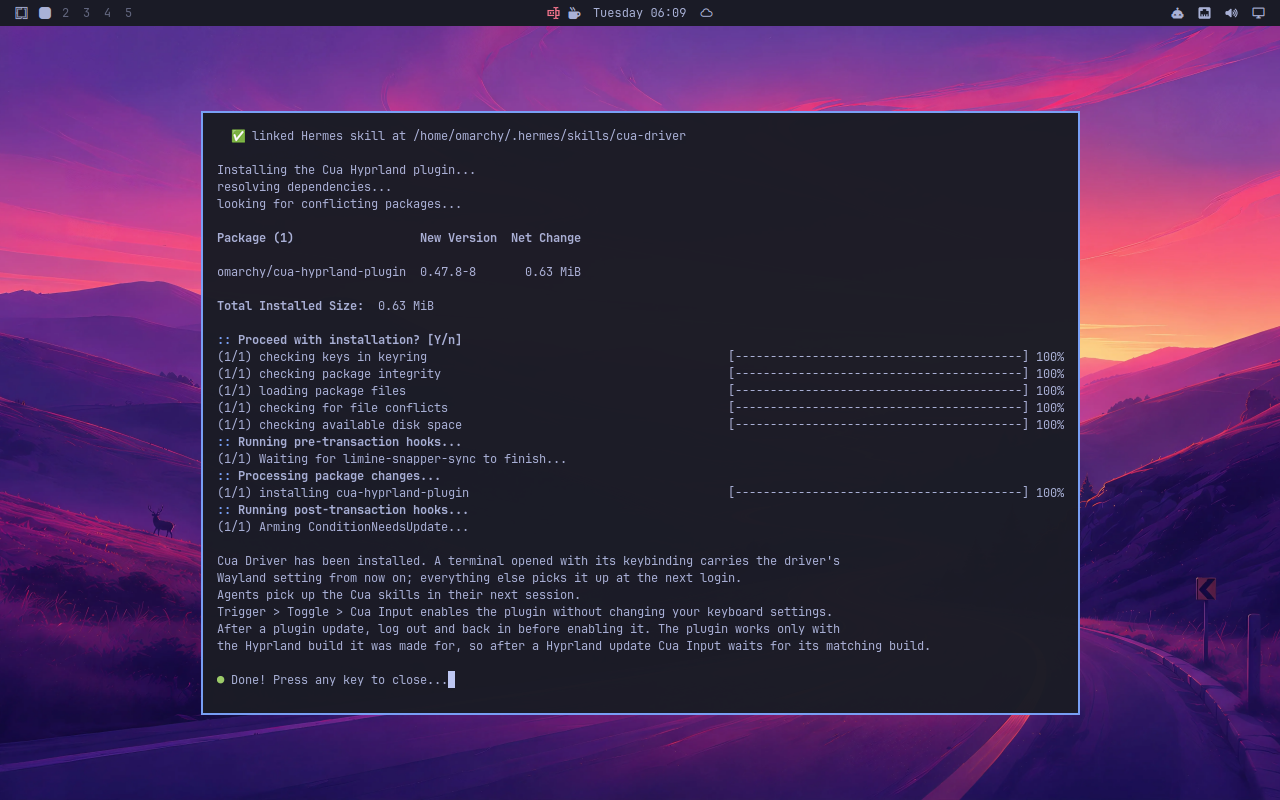 2 3 4 5 Tuesday 06:09
✅ linked Hermes skill at /home/omarchy/.hermes/skills/cua-driver
Installing the Cua Hyprland plugin...
resolving dependencies...
looking for conflicting packages...
Package (1) New Version Net Change
omarchy/cua-hyprland-plugin 0.47.8-8 0.63 MiB
Total Installed Size: 0.63 MiB
:: Proceed with installation? [Y/n]
(1/1) checking keys in keyring [-----------------------------------------] 100%
(1/1) checking package integrity [-----------------------------------------] 100%
(1/1) loading package files [-----------------------------------------] 100%
(1/1) checking for file conflicts [-----------------------------------------] 100%
(1/1) checking available disk space [-----------------------------------------] 100%
:: Running pre-transaction hooks...
(1/1) Waiting for limine-snapper-sync to finish...
:: Processing package changes...
(1/1) installing cua-hyprland-plugin [-----------------------------------------] 100%
:: Running post-transaction hooks...
(1/1) Arming ConditionNeedsUpdate...
Cua Driver has been installed. A terminal opened with its keybinding carries the driver's
Wayland setting from now on; everything else picks it up at the next login.
Agents pick up the Cua skills in their next session.
Trigger > Toggle > Cua Input enables the plugin without changing your keyboard settings.
After a plugin update, log out and back in before enabling it. The plugin works only with
the Hyprland build it was made for, so after a Hyprland update Cua Input waits for its matching build.
● Done! Press any key to close...